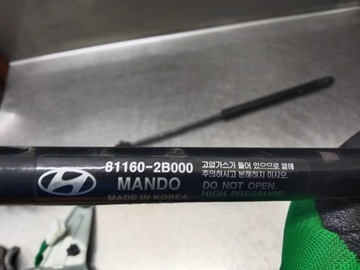 81160-2B000
MANDO
MADE IN KOREA
고압가스가 들어 있으므로 열에
주의하시고 분해하지 마시오.
DO NOT OPEN.
HIGH PRESSURE